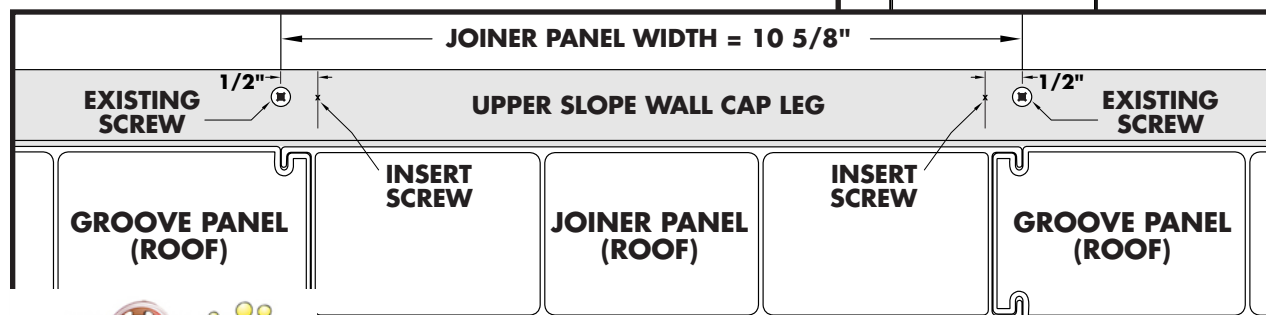 JOINER PANEL WIDTH = 10 5/8"
1/2"
1/2"
EXISTING
SCREW
UPPER SLOPE WALL CAP LEG
EXISTING
SCREW
INSERT
SCREW
INSERT
SCREW
GROOVE PANEL
(ROOF)
JOINER PANEL
(ROOF)
GROOVE PANEL
(ROOF)